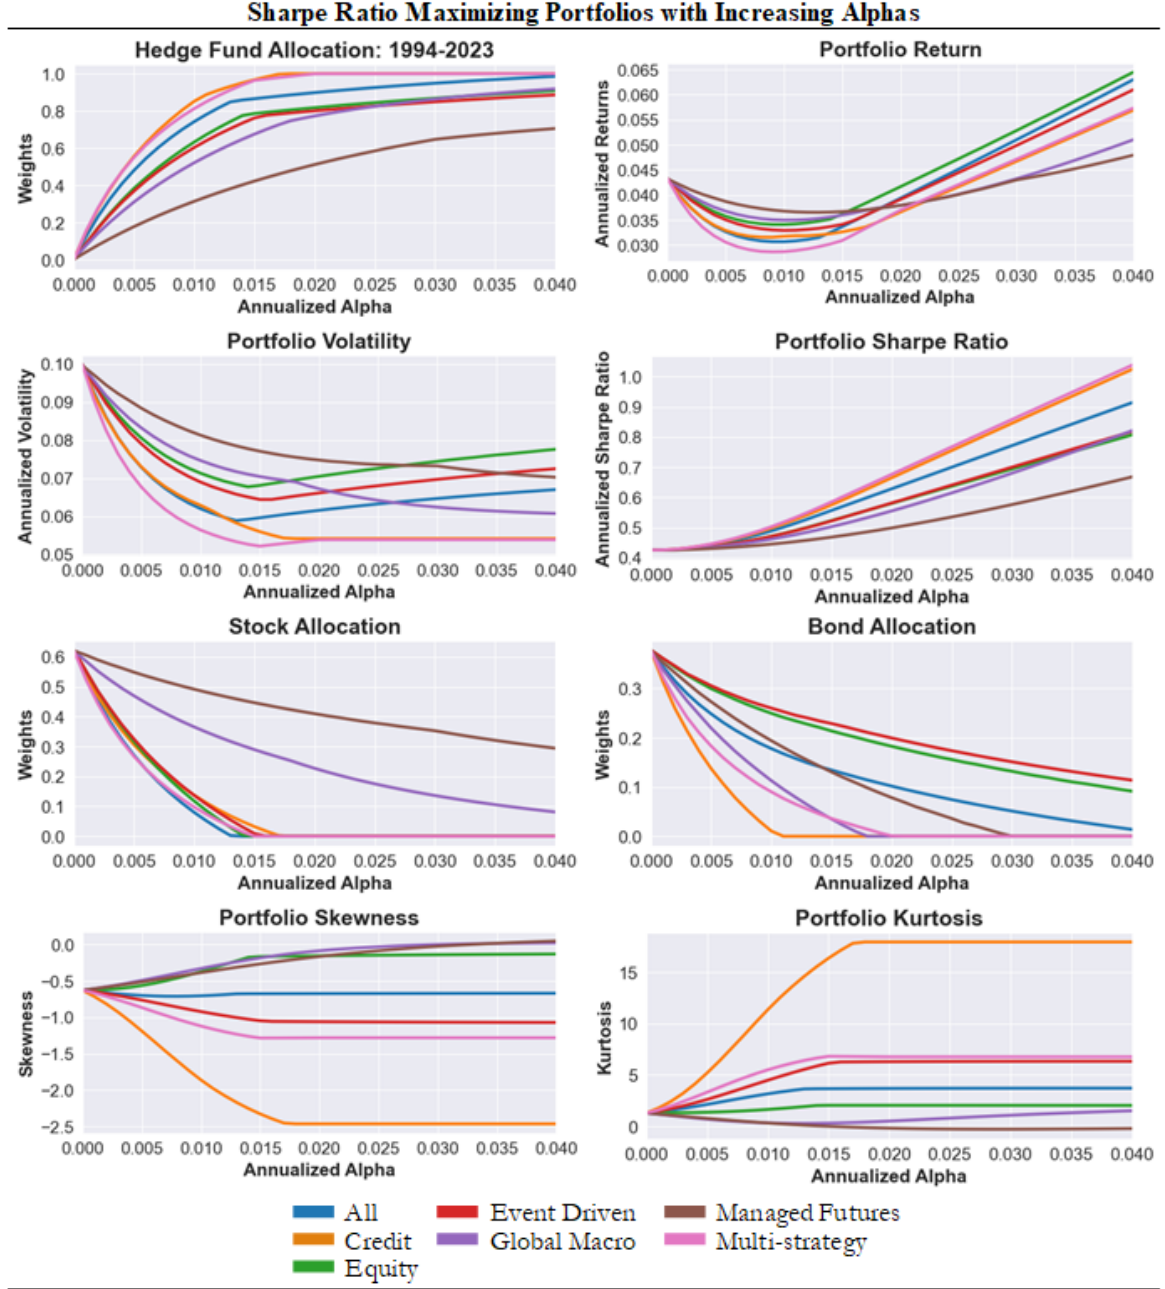 Sharpe Ratio Maximizing Portfolios with Increasing Alphas
Hedge Fund Allocation: 1994-2023
Weights
1.0
0.8
0.6
0.4
0.2
0.0
0.000 0.005 0.010 0.015 0.020 0.025 0.030 0.035 0.040
Annualized Alpha
Portfolio Return
Annualized Returns
0.065
0.060
0.055
0.050
0.045
0.040
0.035
0.030
0.000 0.005 0.010 0.015 0.020 0.025 0.030 0.035 0.040
Annualized Alpha
Portfolio Volatility
Annualized Volatility
0.10
0.09
0.08
0.07
0.06
0.05
0.000 0.005 0.010 0.015 0.020 0.025 0.030 0.035 0.040
Annualized Alpha
Portfolio Sharpe Ratio
Annualized Sharpe Ratio
1.0
0.9
0.8
0.7
0.6
0.5
0.4
0.000 0.005 0.010 0.015 0.020 0.025 0.030 0.035 0.040
Annualized Alpha
Stock Allocation
Weights
0.6
0.5
0.4
0.3
0.2
0.1
0.0
0.000 0.005 0.010 0.015 0.020 0.025 0.030 0.035 0.040
Annualized Alpha
Bond Allocation
Weights
0.3
0.2
0.1
0.0
0.000 0.005 0.010 0.015 0.020 0.025 0.030 0.035 0.040
Annualized Alpha
Portfolio Skewness
Skewness
0.0
−0.5
−1.0
−1.5
−2.0
−2.5
0.000 0.005 0.010 0.015 0.020 0.025 0.030 0.035 0.040
Annualized Alpha
Portfolio Kurtosis
Kurtosis
15
10
5
0
0.000 0.005 0.010 0.015 0.020 0.025 0.030 0.035 0.040
Annualized Alpha
All Event Driven Managed Futures
Credit Global Macro Multi-strategy
Equity